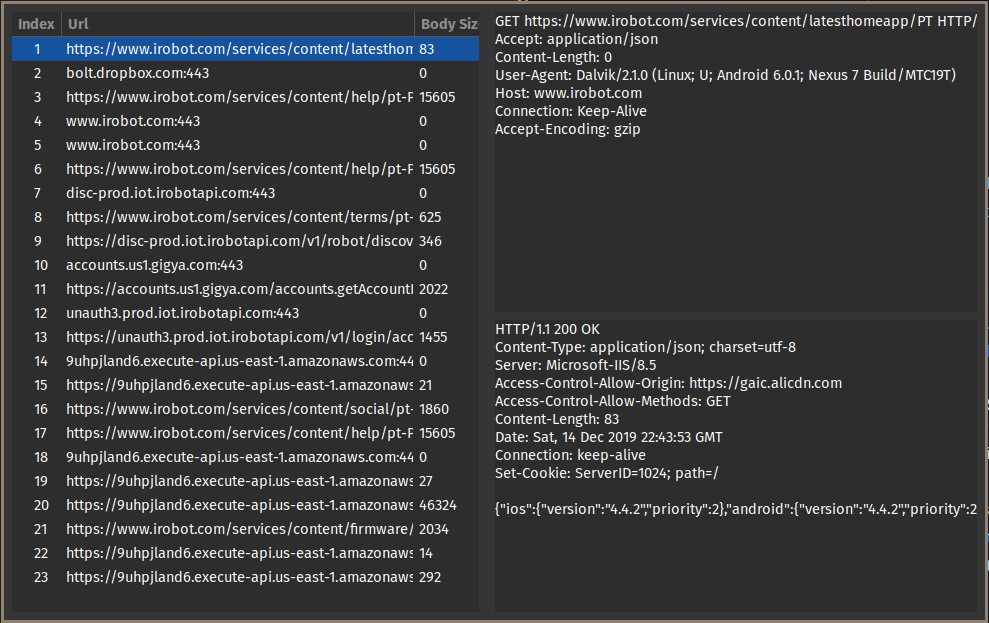 Index Url Body Siz
1 https://www.irobot.com/services/content/latesthom 83
2 bolt.dropbox.com:443 0
3 https://www.irobot.com/services/content/help/pt-P 15605
4 www.irobot.com:443 0
5 www.irobot.com:443 0
6 https://www.irobot.com/services/content/help/pt-P 15605
7 disc-prod.iot.irobotapi.com:443 0
8 https://www.irobot.com/services/content/terms/pt- 625
9 https://disc-prod.iot.irobotapi.com/v1/robot/discov 346
10 accounts.us1.gigya.com:443 0
11 https://accounts.us1.gigya.com/accounts.getAccountI 2022
12 unauth3.prod.iot.irobotapi.com:443 0
13 https://unauth3.prod.iot.irobotapi.com/v1/login/acc 1455
14 9uhpjland6.execute-api.us-east-1.amazonaws.com:44 0
15 https://9uhpjland6.execute-api.us-east-1.amazonaws 21
16 https://www.irobot.com/services/content/social/pt- 1860
17 https://www.irobot.com/services/content/help/pt-P 15605
18 9uhpjland6.execute-api.us-east-1.amazonaws.com:44 0
19 https://9uhpjland6.execute-api.us-east-1.amazonaws 27
20 https://9uhpjland6.execute-api.us-east-1.amazonaws 46324
21 https://www.irobot.com/services/content/firmware/ 2034
22 https://9uhpjland6.execute-api.us-east-1.amazonaws 14
23 https://9uhpjland6.execute-api.us-east-1.amazonaws 292
GET https://www.irobot.com/services/content/latesthomeapp/PT HTTP/
Accept: application/json
Content-Length: 0
User-Agent: Dalvik/2.1.0 (Linux; U; Android 6.0.1; Nexus 7 Build/MTC19T)
Host: www.irobot.com
Connection: Keep-Alive
Accept-Encoding: gzip
HTTP/1.1 200 OK
Content-Type: application/json; charset=utf-8
Server: Microsoft-IIS/8.5
Access-Control-Allow-Origin: https://gaic.alicdn.com
Access-Control-Allow-Methods: GET
Content-Length: 83
Date: Sat, 14 Dec 2019 22:43:53 GMT
Connection: keep-alive
Set-Cookie: ServerID=1024; path=/
{"ios":{"version":"4.4.2","priority":2},"android":{"version":"4.4.2","priority":2